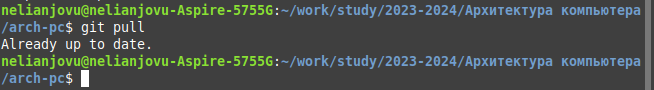 nelianjovu@nelianjovu-Aspire-5755G:~/work/study/2023-2024/Архитектура компьютера
/arch-pc$ git pull
Already up to date.
nelianjovu@nelianjovu-Aspire-5755G:~/work/study/2023-2024/Архитектура компьютера
/arch-pc$